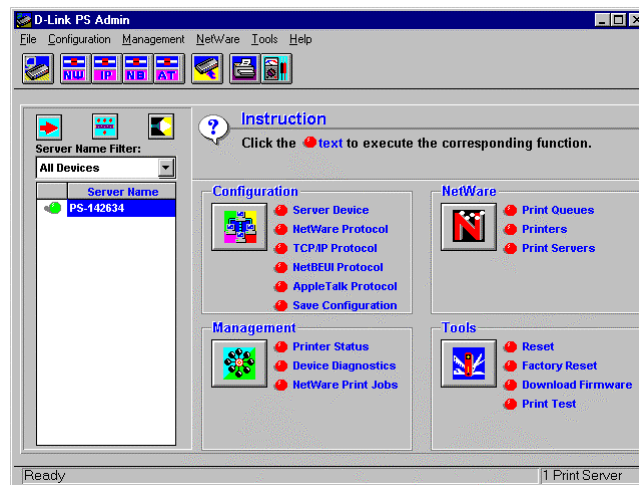 D-Link PS Admin
File Configuration Management NetWare Tools Help
NW IP NB AT
Instruction
Click the text to execute the corresponding function.
Server Name Filter:
All Devices
Server Name
PS-142634
Configuration
Server Device
NetWare Protocol
TCP/IP Protocol
NetBEUI Protocol
AppleTalk Protocol
Save Configuration
NetWare
Print Queues
Printers
Print Servers
Management
Printer Status
Device Diagnostics
NetWare Print Jobs
Tools
Reset
Factory Reset
Download Firmware
Print Test
Ready
1 Print Server